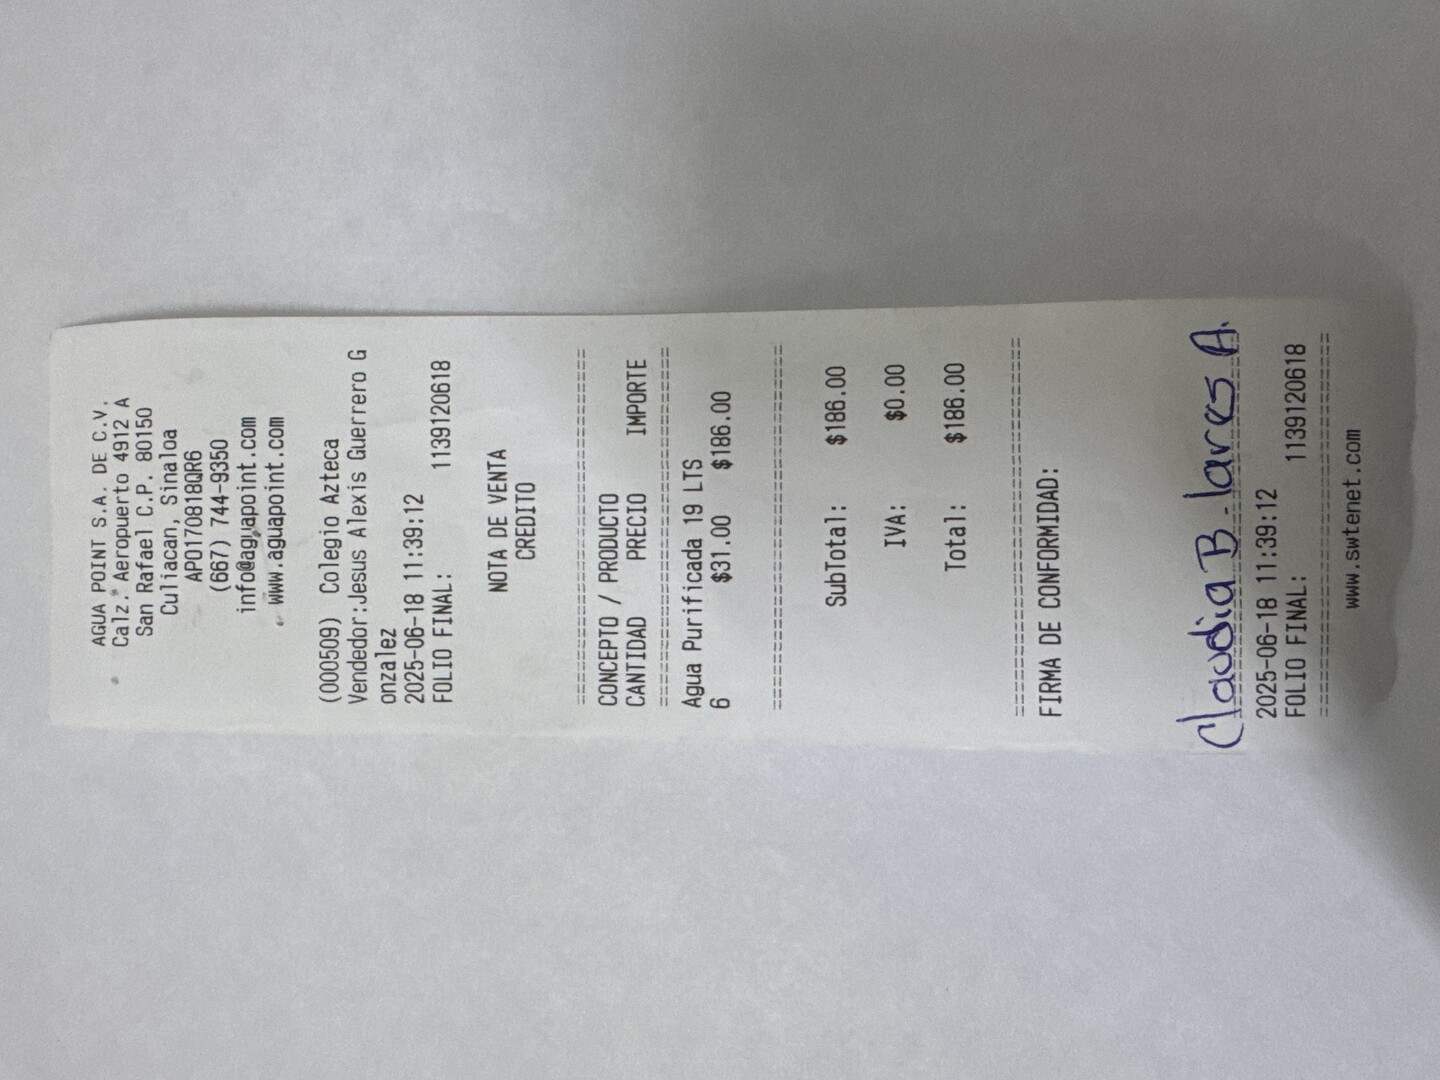 AGUA POINT S.A. DE C.V.
Calz. Aeropuerto 4912 A
San Rafael C.P. 80150
Culiacan, Sinaloa
APO170818QR6
(667) 744-9350
info@aguapoint.com
www.aguapoint.com
(000509) Colegio Azteca
Vendedor:Jesus Alexis Guerrero G
onzalez
2025-06-18 11:39:12
FOLIO FINAL: 1139120618
NOTA DE VENTA
CREDITO
================================
CONCEPTO / PRODUCTO
CANTIDAD PRECIO IMPORTE
================================
Agua Purificada 19 LTS
6 $31.00 $186.00
================================
SubTotal: $186.00
IVA: $0.00
Total: $186.00
================================
FIRMA DE CONFORMIDAD:
Claudia B. lares A.
================================
2025-06-18 11:39:12
FOLIO FINAL: 1139120618
================================
www.swtenet.com